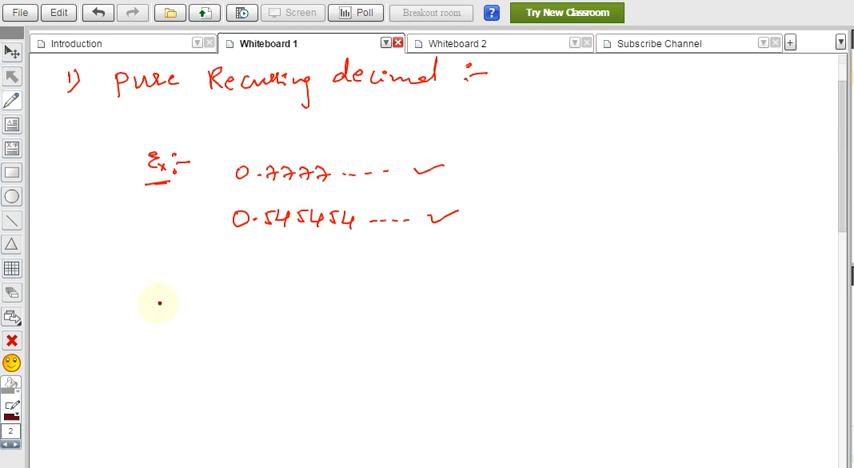 File Edit Screen Poll Breakout room ? Try New Classroom
Introduction Whiteboard 1 Whiteboard 2 Subscribe Channel +
1) Pure Recurring decimal :-
Ex:-
0.7777 .... ✓
0.545454 .... ✓
2